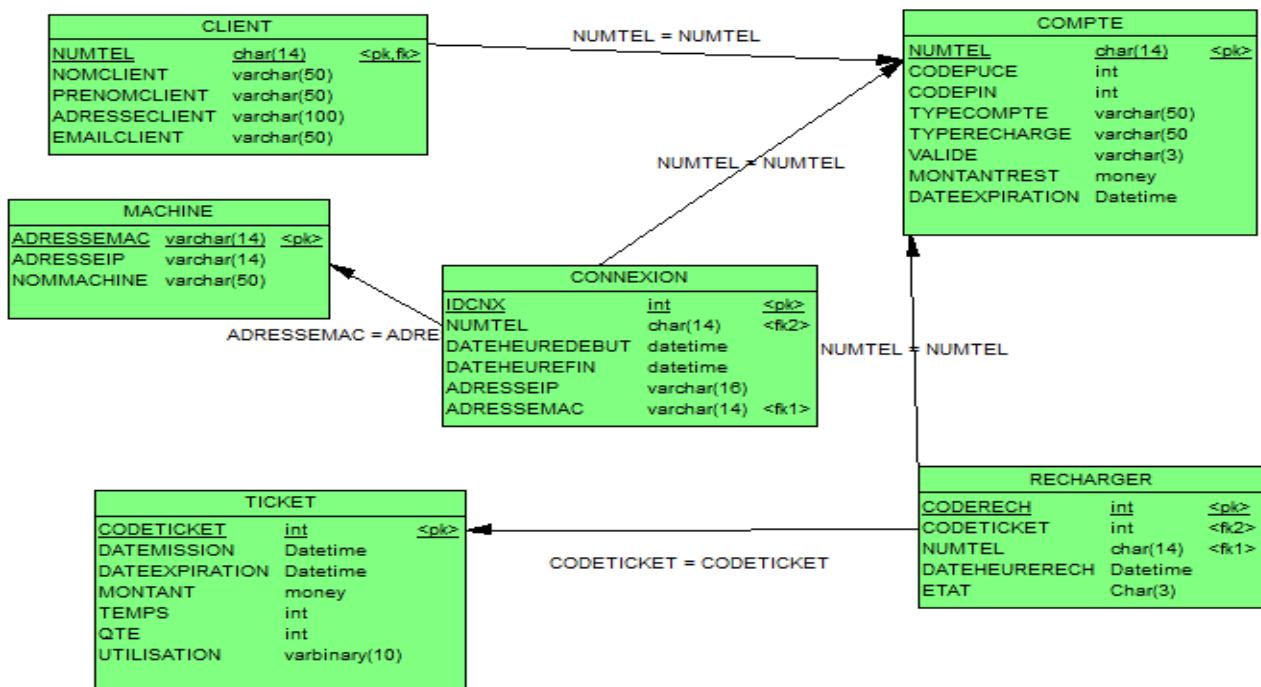 CLIENT
NUMTEL char(14) <pk,fk>
NOMCLIENT varchar(50)
PRENOMCLIENT varchar(50)
ADRESSECLIENT varchar(100)
EMAILCLIENT varchar(50)
NUMTEL = NUMTEL
COMPTE
NUMTEL char(14) <pk>
CODEPUCE int
CODEPIN int
TYPECOMPTE varchar(50)
TYPERECHARGE varchar(50
VALIDE varchar(3)
MONTANTREST money
DATEEXPIRATION Datetime
NUMTEL = NUMTEL
MACHINE
ADRESSEMAC varchar(14) <pk>
ADRESSEIP varchar(14)
NOMMACHINE varchar(50)
ADRESSEMAC = ADRE
CONNEXION
IDCNX int <pk>
NUMTEL char(14) <fk2>
DATEHEUREDEBUT datetime
DATEHEUREFIN datetime
ADRESSEIP varchar(16)
ADRESSEMAC varchar(14) <fk1>
NUMTEL = NUMTEL
TICKET
CODETICKET int <pk>
DATEMISSION Datetime
DATEEXPIRATION Datetime
MONTANT money
TEMPS int
QTE int
UTILISATION varbinary(10)
CODETICKET = CODETICKET
RECHARGER
CODERECH int <pk>
CODETICKET int <fk2>
NUMTEL char(14) <fk1>
DATEHEURERECH Datetime
ETAT Char(3)